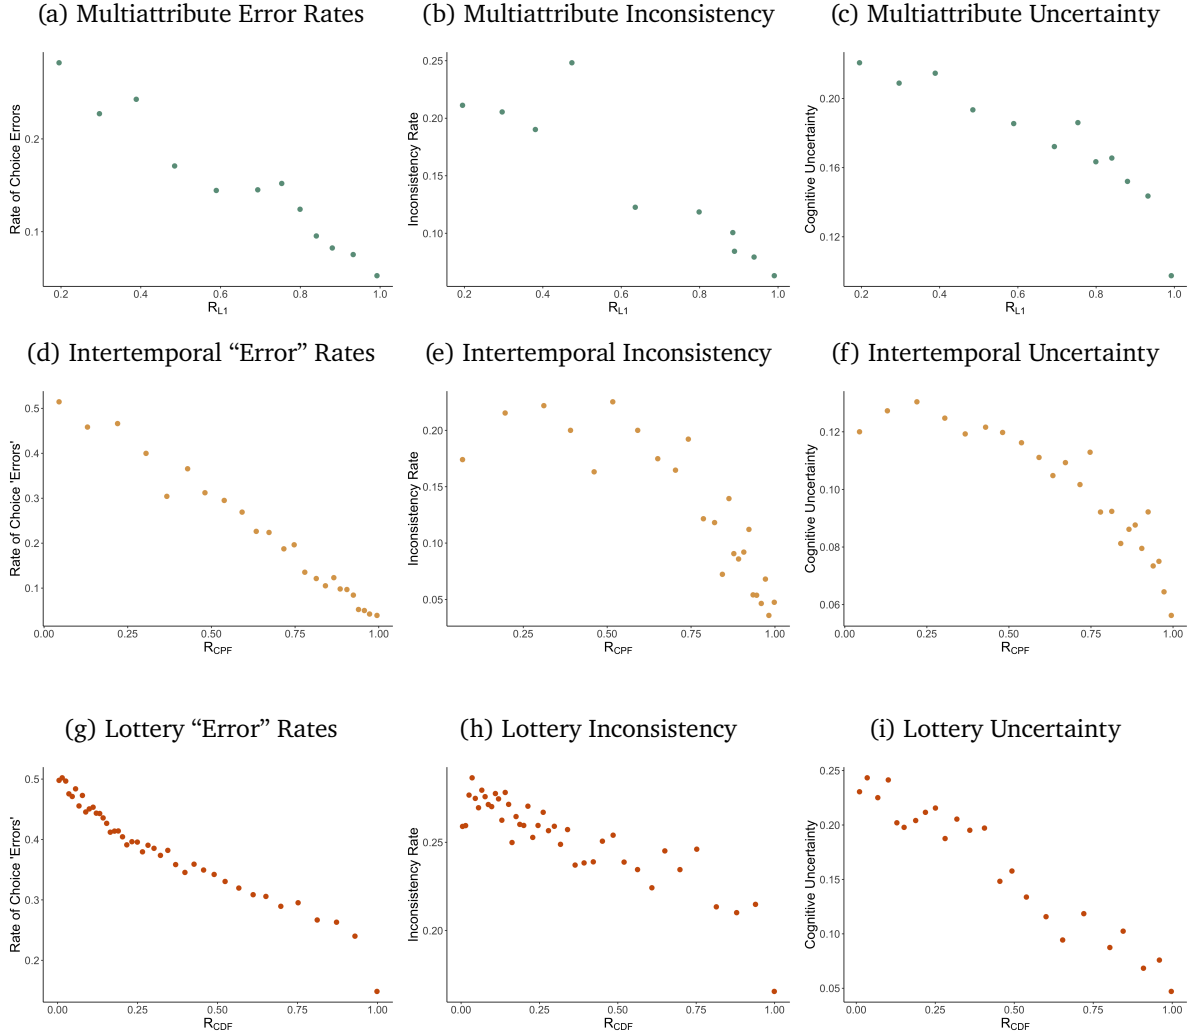 (a) Multiattribute Error Rates
Rate of Choice Errors
0.2
0.1
0.2 0.4 0.6 0.8 1.0
R_L1
(b) Multiattribute Inconsistency
Inconsistency Rate
0.25
0.20
0.15
0.10
0.2 0.4 0.6 0.8 1.0
R_L1
(c) Multiattribute Uncertainty
Cognitive Uncertainty
0.20
0.16
0.12
0.2 0.4 0.6 0.8 1.0
R_L1
(d) Intertemporal “Error” Rates
Rate of Choice 'Errors'
0.5
0.4
0.3
0.2
0.1
0.00 0.25 0.50 0.75 1.00
R_CPF
(e) Intertemporal Inconsistency
Inconsistency Rate
0.20
0.15
0.10
0.05
0.25 0.50 0.75 1.00
R_CPF
(f) Intertemporal Uncertainty
Cognitive Uncertainty
0.12
0.10
0.08
0.06
0.00 0.25 0.50 0.75 1.00
R_CPF
(g) Lottery “Error” Rates
Rate of Choice 'Errors'
0.5
0.4
0.3
0.2
0.00 0.25 0.50 0.75 1.00
R_CDF
(h) Lottery Inconsistency
Inconsistency Rate
0.25
0.20
0.00 0.25 0.50 0.75 1.00
R_CDF
(i) Lottery Uncertainty
Cognitive Uncertainty
0.25
0.20
0.15
0.10
0.05
0.00 0.25 0.50 0.75 1.00
R_CDF